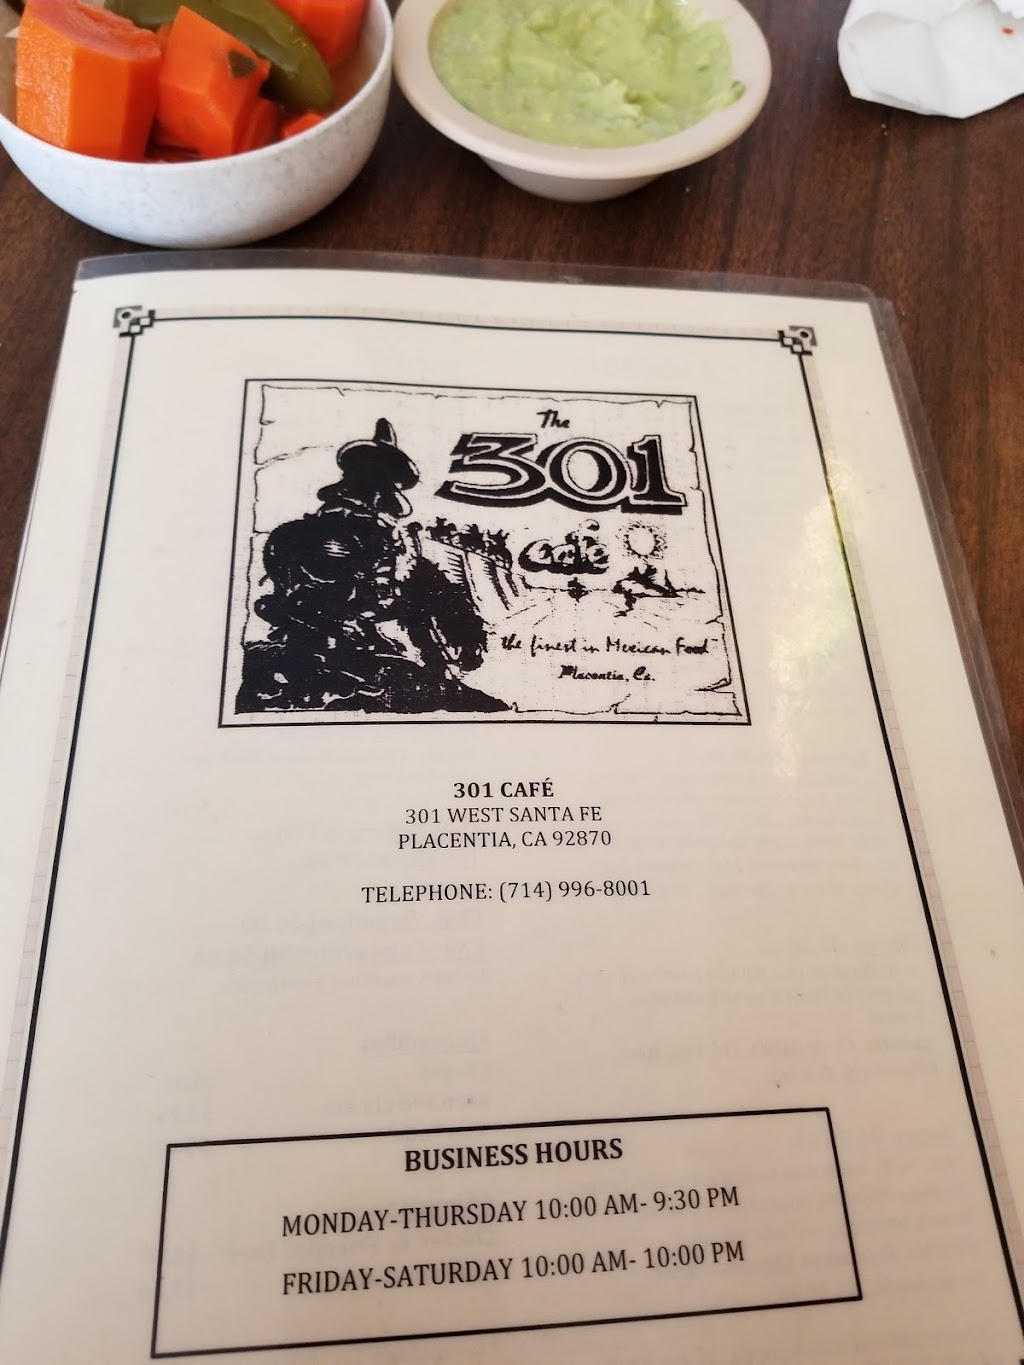 The
301
cafe
the finest in Mexican Food
Placentia, Ca.
301 CAFÉ
301 WEST SANTA FE
PLACENTIA, CA 92870
TELEPHONE: (714) 996-8001
BUSINESS HOURS
MONDAY-THURSDAY 10:00 AM- 9:30 PM
FRIDAY-SATURDAY 10:00 AM- 10:00 PM